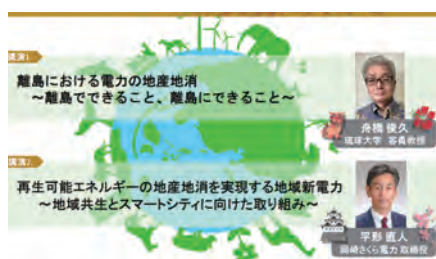 講演1
離島における電力の地産地消
～離島でできること、離島にできること～
舟橋 俊久
琉球大学 客員教授
講演2
再生可能エネルギーの地産地消を実現する地域新電力
～地域共生とスマートシティに向けた取り組み～
平形 直人
岡崎さくら電力 取締役